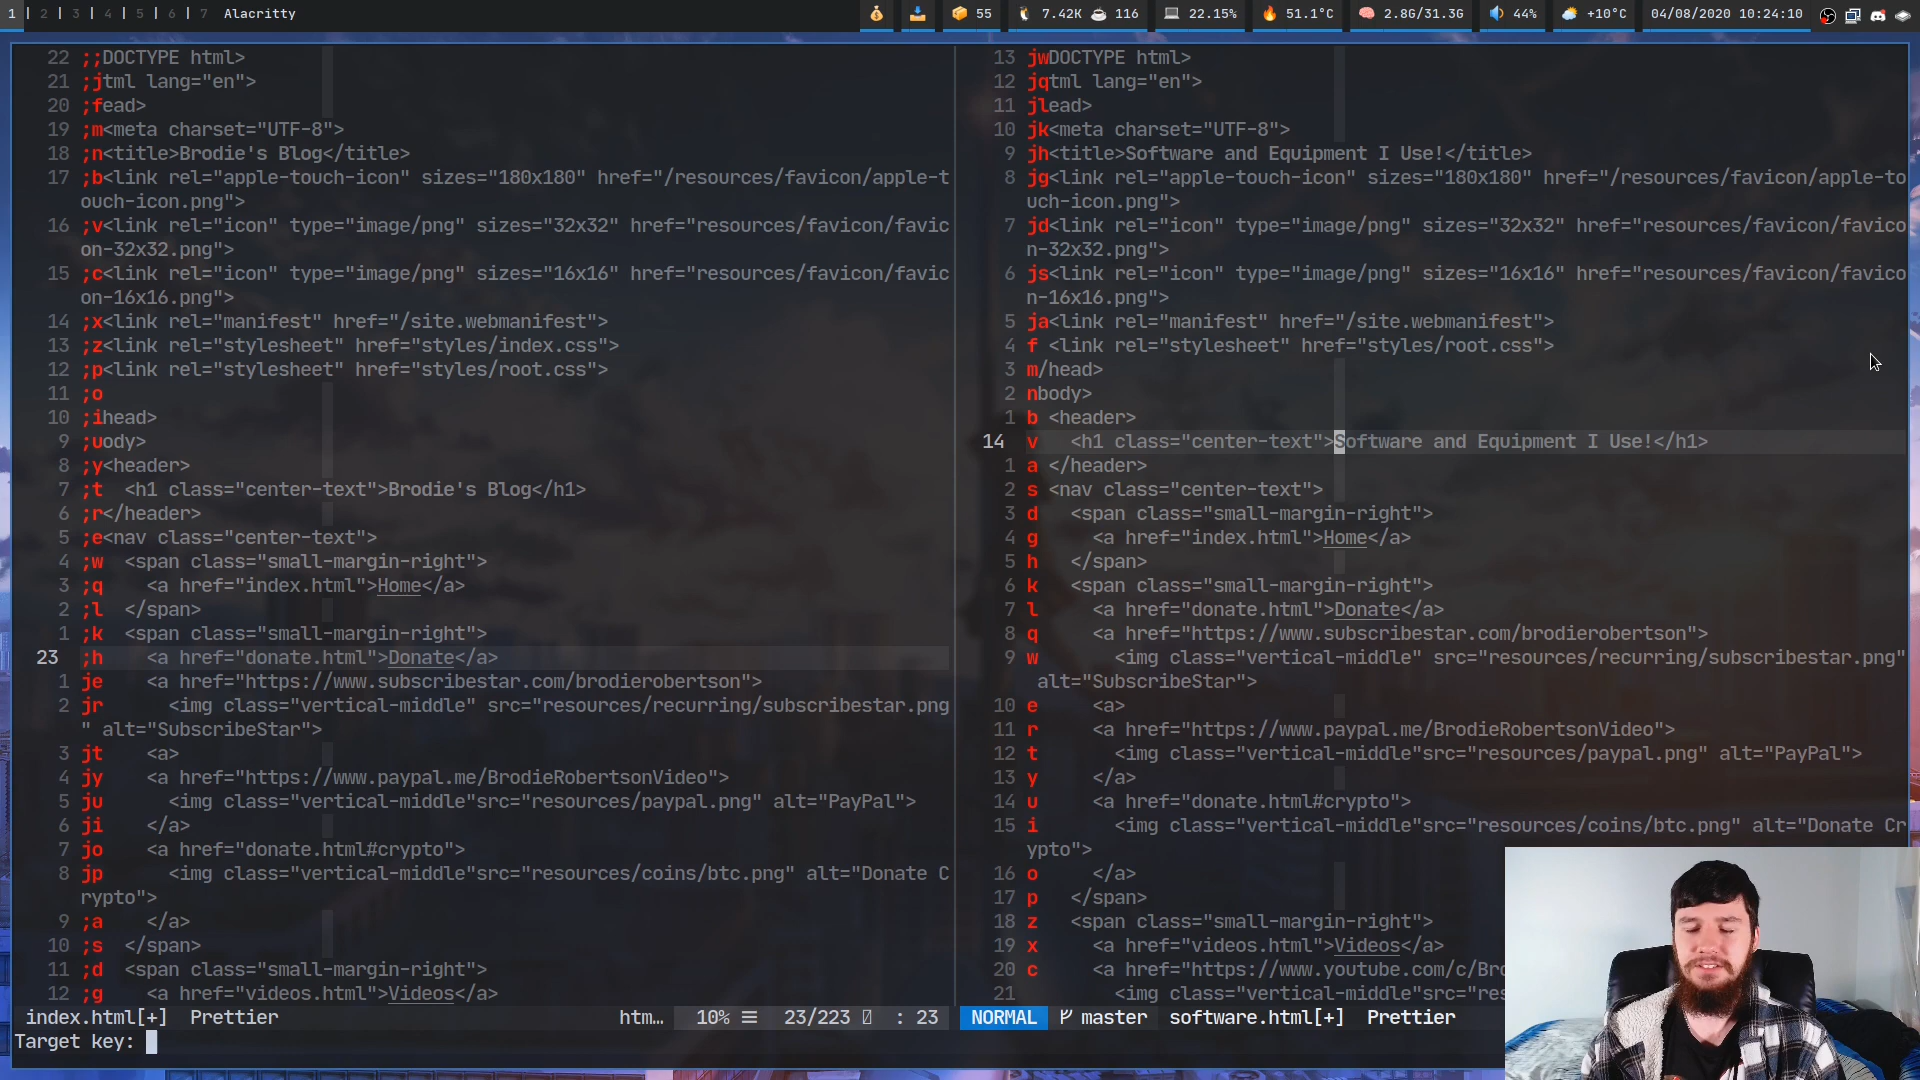 1 | 2 | 3 | 4 | 5 | 6 | 7 Alacritty 55 7.42K 116 22.15% 51.1°C 2.8G/31.3G 44% +10°C 04/08/2020 10:24:10
22 ;;DOCTYPE html>
21 ;jtml lang="en">
20 ;fead>
19 ;m<meta charset="UTF-8">
18 ;n<title>Brodie's Blog</title>
17 ;b<link rel="apple-touch-icon" sizes="180x180" href="/resources/favicon/apple-t
ouch-icon.png">
16 ;v<link rel="icon" type="image/png" sizes="32x32" href="resources/favicon/favic
on-32x32.png">
15 ;c<link rel="icon" type="image/png" sizes="16x16" href="resources/favicon/favic
on-16x16.png">
14 ;x<link rel="manifest" href="/site.webmanifest">
13 ;z<link rel="stylesheet" href="styles/index.css">
12 ;p<link rel="stylesheet" href="styles/root.css">
11 ;o
10 ;ihead>
9 ;uody>
8 ;y<header>
7 ;t  <h1 class="center-text">Brodie's Blog</h1>
6 ;r</header>
5 ;e<nav class="center-text">
4 ;w  <span class="small-margin-right">
3 ;q    <a href="index.html">Home</a>
2 ;l  </span>
1 ;k  <span class="small-margin-right">
23 ;h    <a href="donate.html">Donate</a>
1 je    <a href="https://www.subscribestar.com/brodierobertson">
2 jr      <img class="vertical-middle" src="resources/recurring/subscribestar.png
" alt="SubscribeStar">
3 jt    <a>
4 jy    <a href="https://www.paypal.me/BrodieRobertsonVideo">
5 ju      <img class="vertical-middle"src="resources/paypal.png" alt="PayPal">
6 ji    </a>
7 jo    <a href="donate.html#crypto">
8 jp      <img class="vertical-middle"src="resources/coins/btc.png" alt="Donate C
rypto">
9 ;a    </a>
10 ;s  </span>
11 ;d  <span class="small-margin-right">
12 ;g    <a href="videos.html">Videos</a>
index.html[+] Prettier htm… 10% ☰ 23/223 : 23
Target key:
13 jwDOCTYPE html>
12 jqtml lang="en">
11 jlead>
10 jk<meta charset="UTF-8">
9 jh<title>Software and Equipment I Use!</title>
8 jg<link rel="apple-touch-icon" sizes="180x180" href="/resources/favicon/apple-to
uch-icon.png">
7 jd<link rel="icon" type="image/png" sizes="32x32" href="resources/favicon/favico
n-32x32.png">
6 js<link rel="icon" type="image/png" sizes="16x16" href="resources/favicon/favico
n-16x16.png">
5 ja<link rel="manifest" href="/site.webmanifest">
4 f <link rel="stylesheet" href="styles/root.css">
3 m/head>
2 nbody>
1 b <header>
14 v   <h1 class="center-text">Software and Equipment I Use!</h1>
1 a </header>
2 s <nav class="center-text">
3 d   <span class="small-margin-right">
4 g     <a href="index.html">Home</a>
5 h   </span>
6 k   <span class="small-margin-right">
7 l     <a href="donate.html">Donate</a>
8 q     <a href="https://www.subscribestar.com/brodierobertson">
9 w       <img class="vertical-middle" src="resources/recurring/subscribestar.png"
alt="SubscribeStar">
10 e     <a>
11 r     <a href="https://www.paypal.me/BrodieRobertsonVideo">
12 t       <img class="vertical-middle"src="resources/paypal.png" alt="PayPal">
13 y     </a>
14 u     <a href="donate.html#crypto">
15 i       <img class="vertical-middle"src="resources/coins/btc.png" alt="Donate Cr
ypto">
16 o     </a>
17 p   </span>
18 z   <span class="small-margin-right">
19 x     <a href="videos.html">Videos</a>
20 c     <a href="https://www.youtube.com/c/Bro
21       <img class="vertical-middle"src="res
NORMAL master software.html[+] Prettier